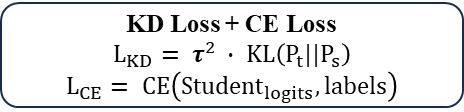 KD Loss + CE Loss
L_KD = τ² · KL(P_t||P_s)
L_CE = CE(Student_logits, labels)